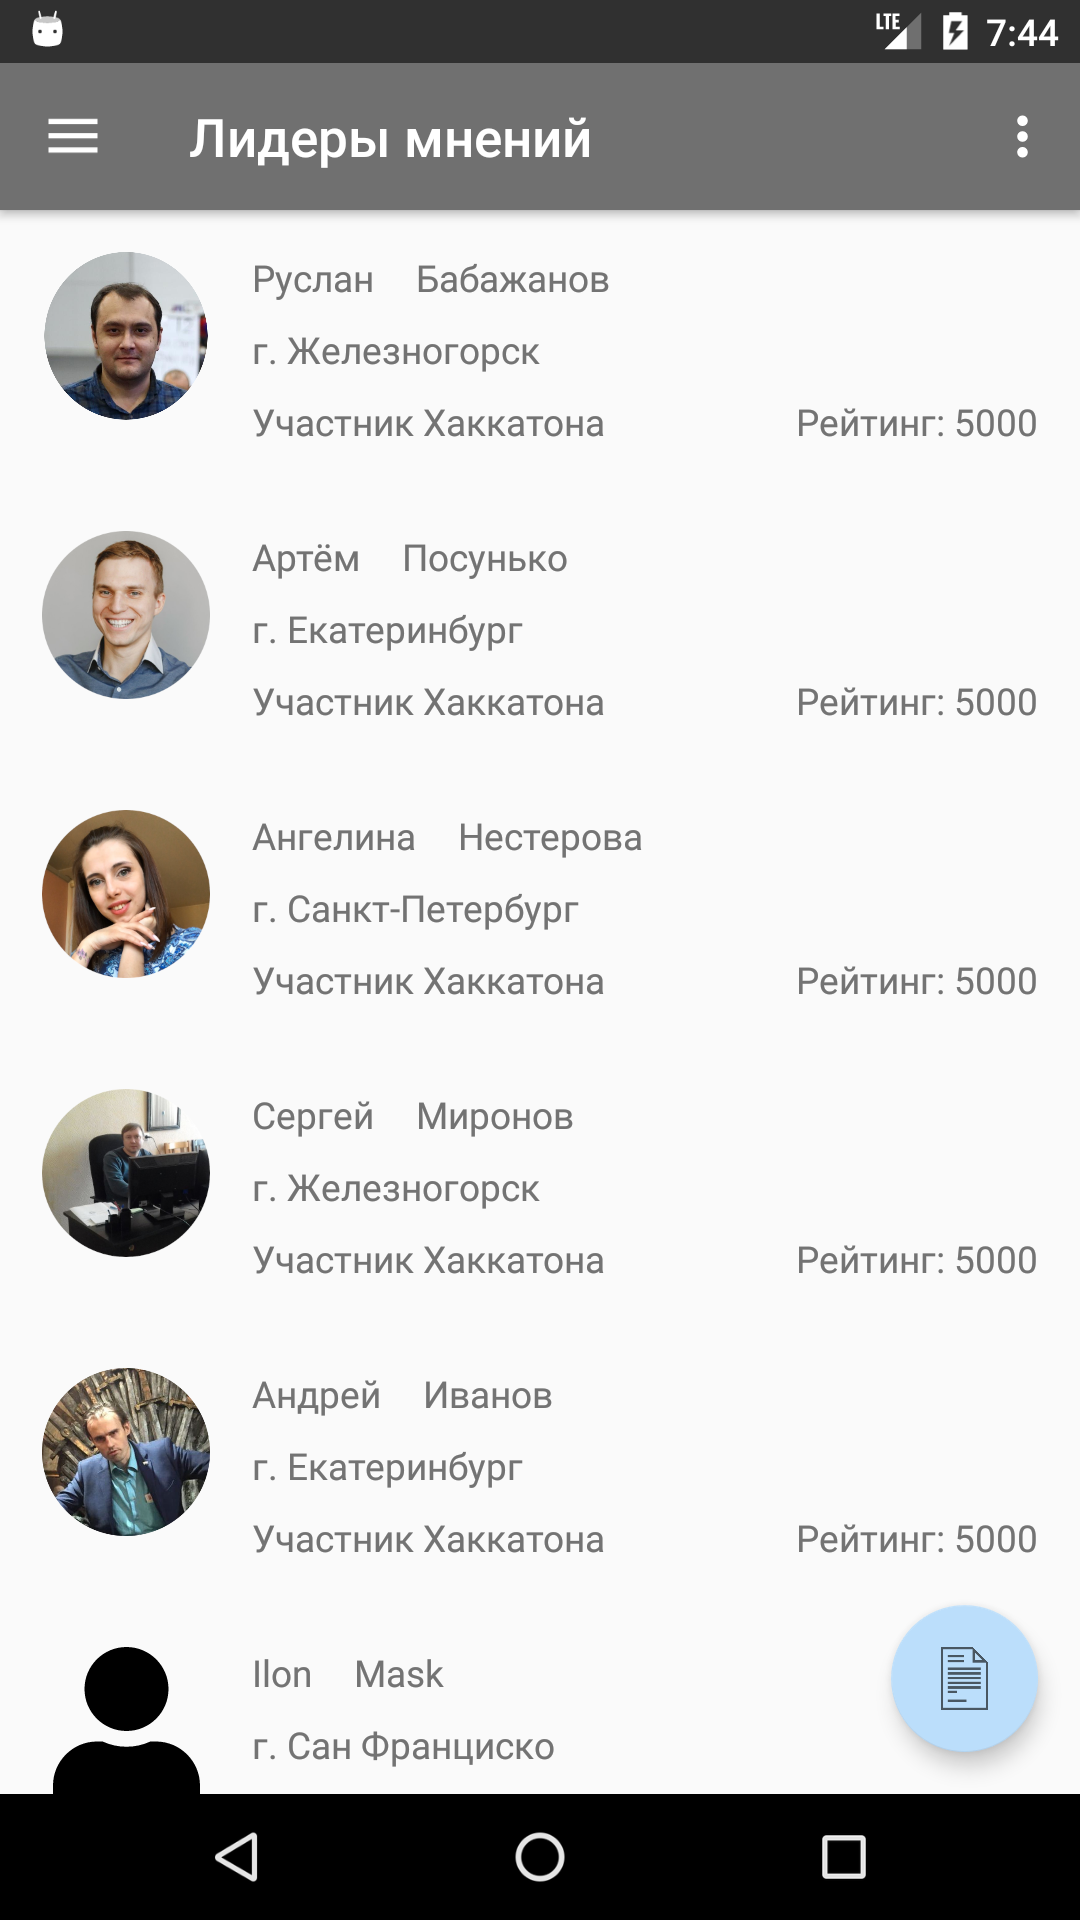 LTE 7:44
Лидеры мнений
Руслан Бабажанов
г. Железногорск
Участник Хаккатона Рейтинг: 5000
Артём Посунько
г. Екатеринбург
Участник Хаккатона Рейтинг: 5000
Ангелина Нестерова
г. Санкт-Петербург
Участник Хаккатона Рейтинг: 5000
Сергей Миронов
г. Железногорск
Участник Хаккатона Рейтинг: 5000
Андрей Иванов
г. Екатеринбург
Участник Хаккатона Рейтинг: 5000
Ilon Mask
г. Сан Франциско